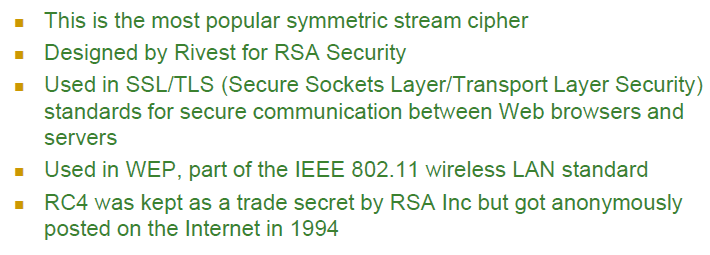 This is the most popular symmetric stream cipher
Designed by Rivest for RSA Security
Used in SSL/TLS (Secure Sockets Layer/Transport Layer Security)
standards for secure communication between Web browsers and
servers
Used in WEP, part of the IEEE 802.11 wireless LAN standard
RC4 was kept as a trade secret by RSA Inc but got anonymously
posted on the Internet in 1994